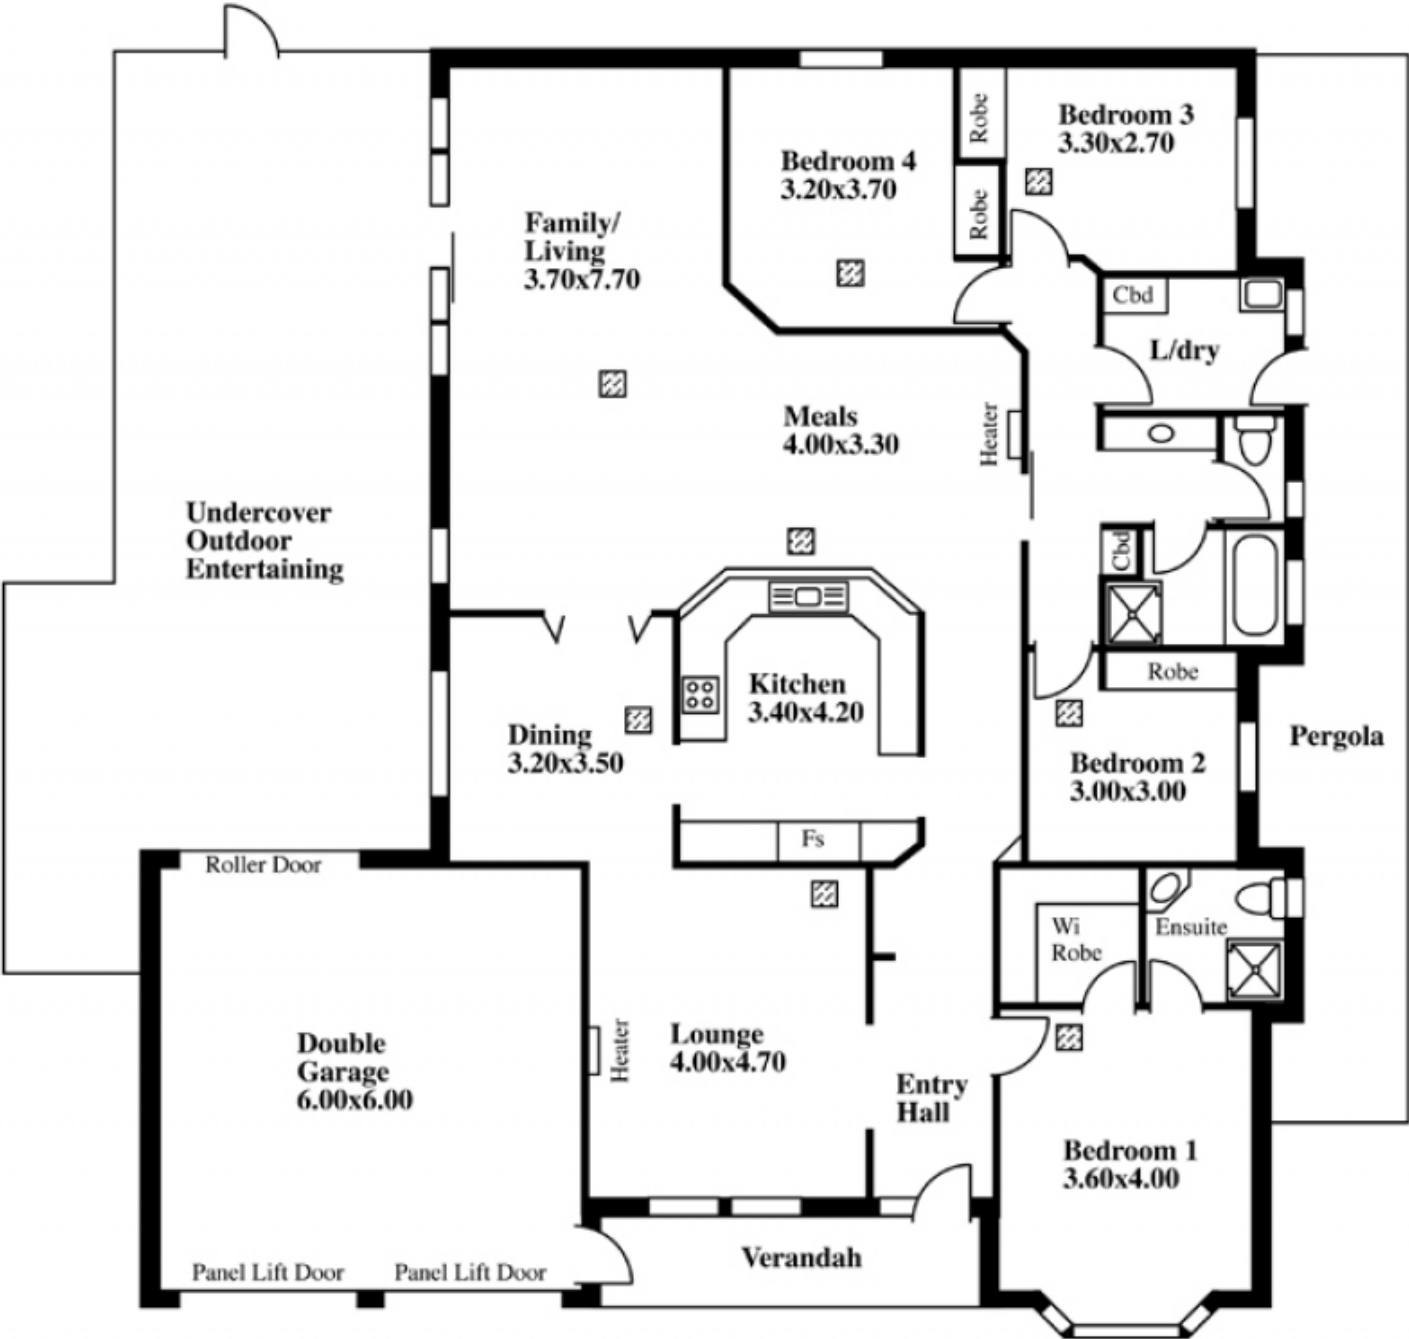 Robe
Bedroom 3
3.30x2.70
Bedroom 4
3.20x3.70
Robe
Family/
Living
3.70x7.70
Cbd
L/dry
Meals
4.00x3.30
Heater
Undercover
Outdoor
Entertaining
Cbd
Robe
Kitchen
3.40x4.20
Dining
3.20x3.50
Pergola
Bedroom 2
3.00x3.00
Fs
Roller Door
Wi
Robe
Ensuite
Double
Garage
6.00x6.00
Heater
Lounge
4.00x4.70
Entry
Hall
Bedroom 1
3.60x4.00
Verandah
Panel Lift Door
Panel Lift Door